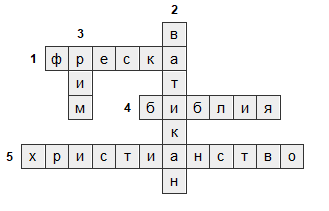 2
3 в
1 ф р е с к а
и т
м 4 б и б л и я
к
5 х р и с т и а н с т в о
н